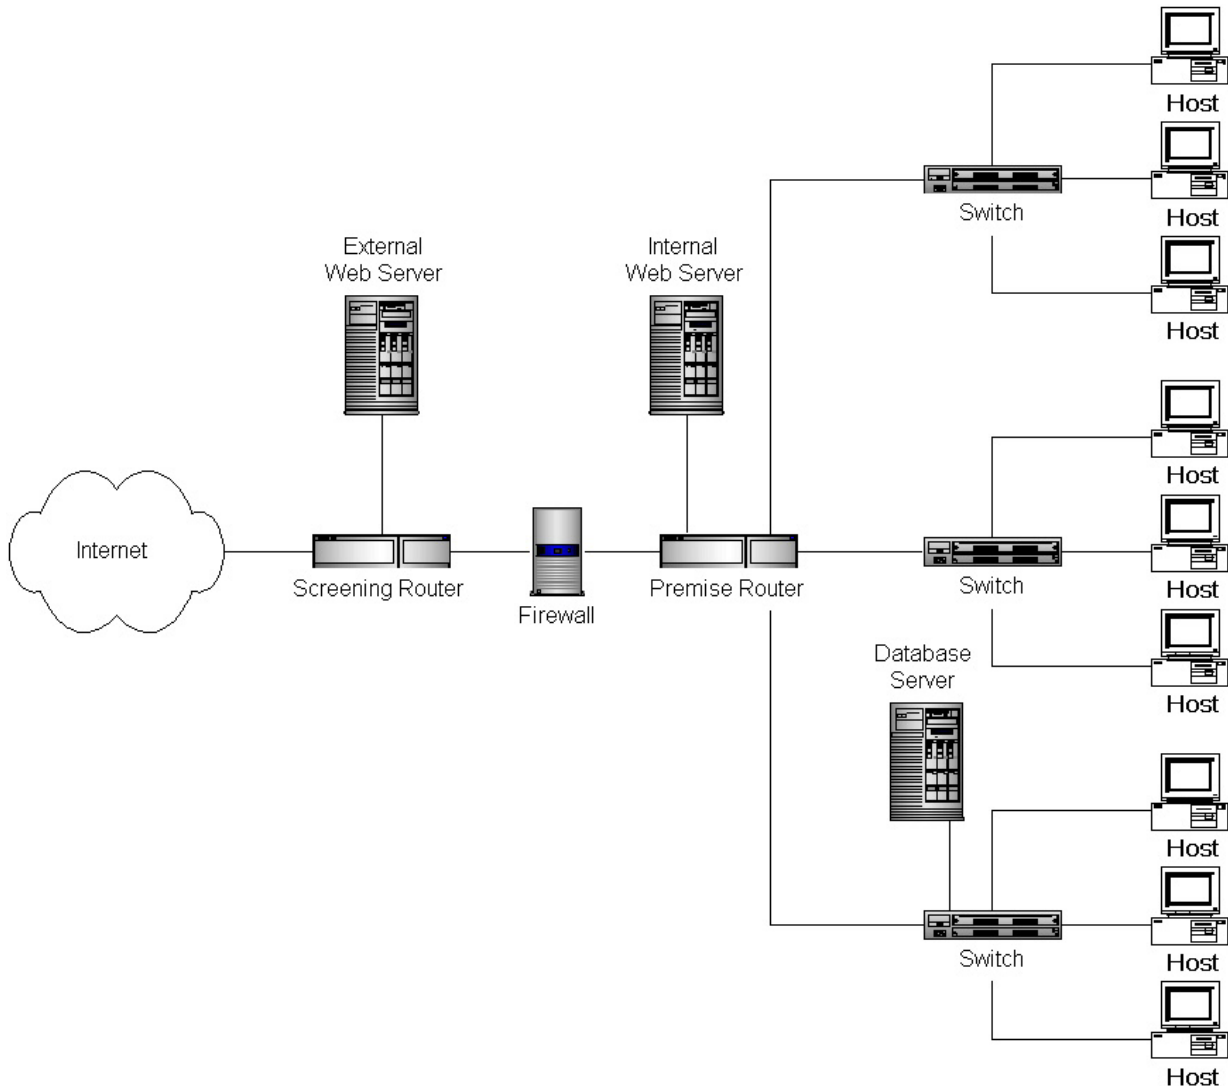 Host
Host
Switch
Host
External
Web Server
Internal
Web Server
Host
Internet
Screening Router
Firewall
Premise Router
Switch
Host
Host
Database
Server
Host
Switch
Host
Host